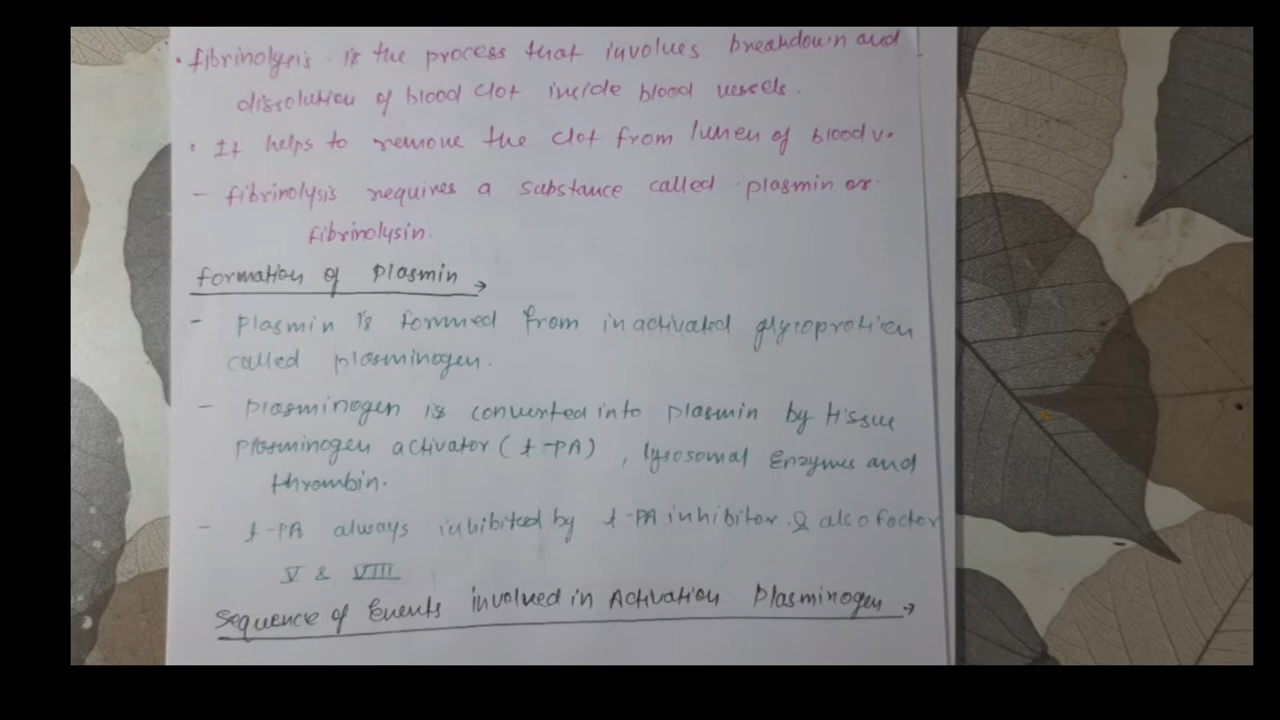 • fibrinolysis is the process that involves breakdown and
dissolution of blood clot inside blood vessels.
• It helps to remove the clot from lumen of blood v.
- fibrinolysis requires a substance called plasmin or
fibrinolysin.
formation of Plasmin →
- Plasmin is formed from inactivated glycoprotien
called plasminogen.
- plasminogen is converted into plasmin by tissue
plasminogen activator (t-PA), lysosomal Enzymes and
thrombin.
- t-PA always inhibited by t-PA inhibitor & also factor
V & VIII
Sequence of Events involved in Activation Plasminogen →